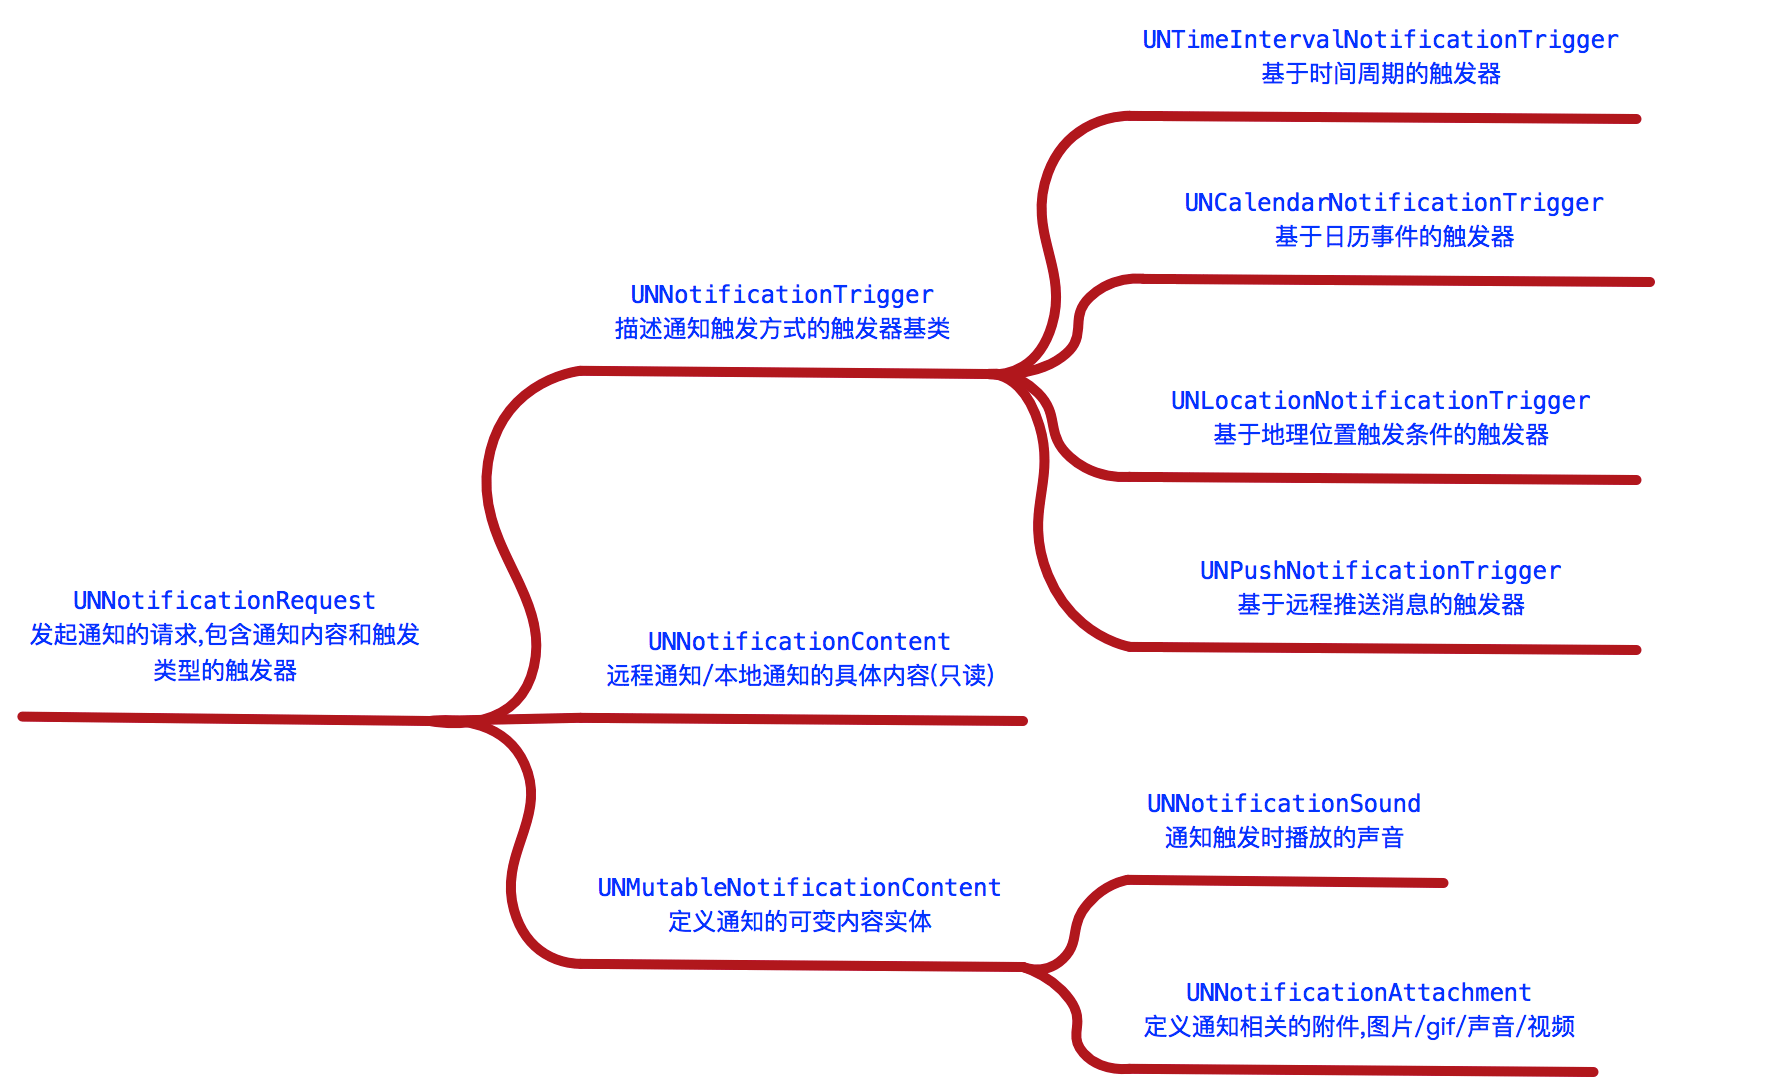 UNNotificationRequest
发起通知的请求,包含通知内容和触发
类型的触发器
UNNotificationTrigger
描述通知触发方式的触发器基类
UNTimeIntervalNotificationTrigger
基于时间周期的触发器
UNCalendarNotificationTrigger
基于日历事件的触发器
UNLocationNotificationTrigger
基于地理位置触发条件的触发器
UNPushNotificationTrigger
基于远程推送消息的触发器
UNNotificationContent
远程通知/本地通知的具体内容(只读)
UNMutableNotificationContent
定义通知的可变内容实体
UNNotificationSound
通知触发时播放的声音
UNNotificationAttachment
定义通知相关的附件,图片/gif/声音/视频